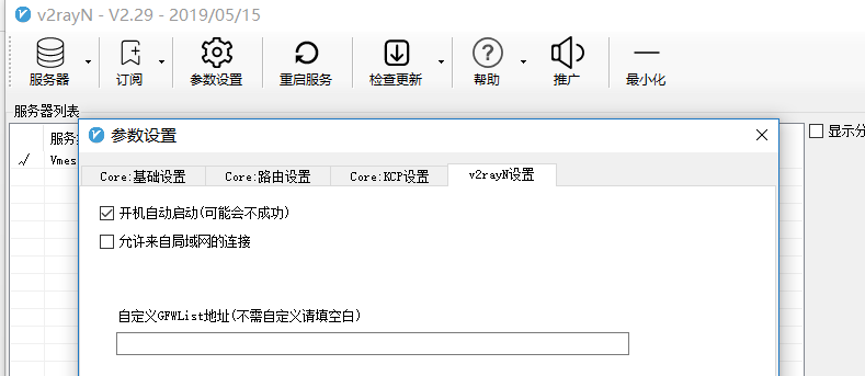 v2rayN - V2.29 - 2019/05/15
服务器
订阅
参数设置
重启服务
检查更新
帮助
推广
最小化
服务器列表
参数设置
显示分
服务
Vmes
Core:基础设置
Core:路由设置
Core:KCP设置
v2rayN设置
开机自动启动(可能会不成功)
允许来自局域网的连接
自定义GFWList地址(不需自定义请填空白)